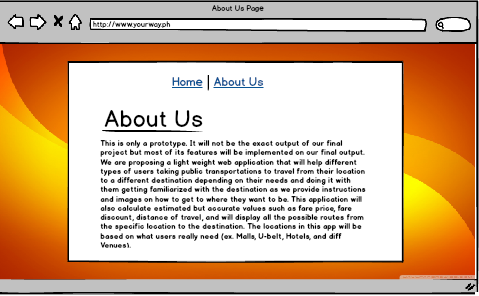 About Us Page
http://www.yourway.ph
Home | About Us
About Us
This is only a prototype. It will not be the exact output of our final
project but most of its features will be implemented on our final output.
We are proposing a light weight web application that will help different
types of users taking public transportations to travel from their location
to a different destination depending on their needs and doing it with
them getting familiarized with the destination as we provide instructions
and images on how to get to where they want to be. This application will
also calculate estimated but accurate values such as fare price, fare
discount, distance of travel, and will display all the possible routes from
the specific location to the destination. The locations in this app will be
based on what users really need (ex. Malls, U-belt, Hotels, and diff
Venues).